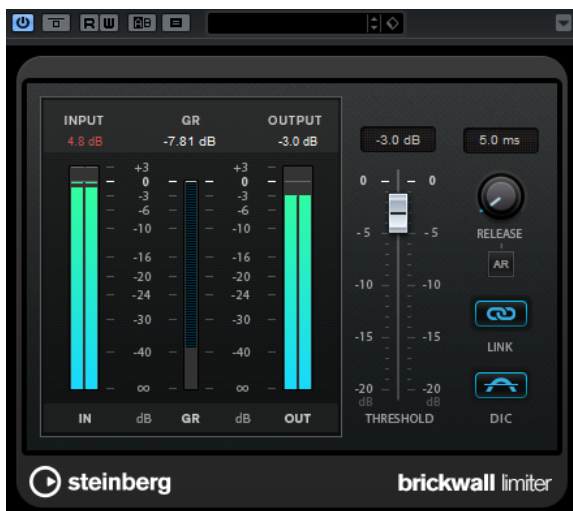 R W AB
INPUT GR OUTPUT
4.8 dB -7.81 dB -3.0 dB -3.0 dB 5.0 ms
+3 +3
0 0 0 0
-3 -3
-6 -6
-10 -10 -5 -5 RELEASE
-16 -16 AR
-20 -20
-24 -24 -10 -10
-30 -30
-15 -15 LINK
-40 -40
∞ ∞ -20 -20
dB dB
IN dB GR dB OUT THRESHOLD DIC
steinberg brickwall limiter